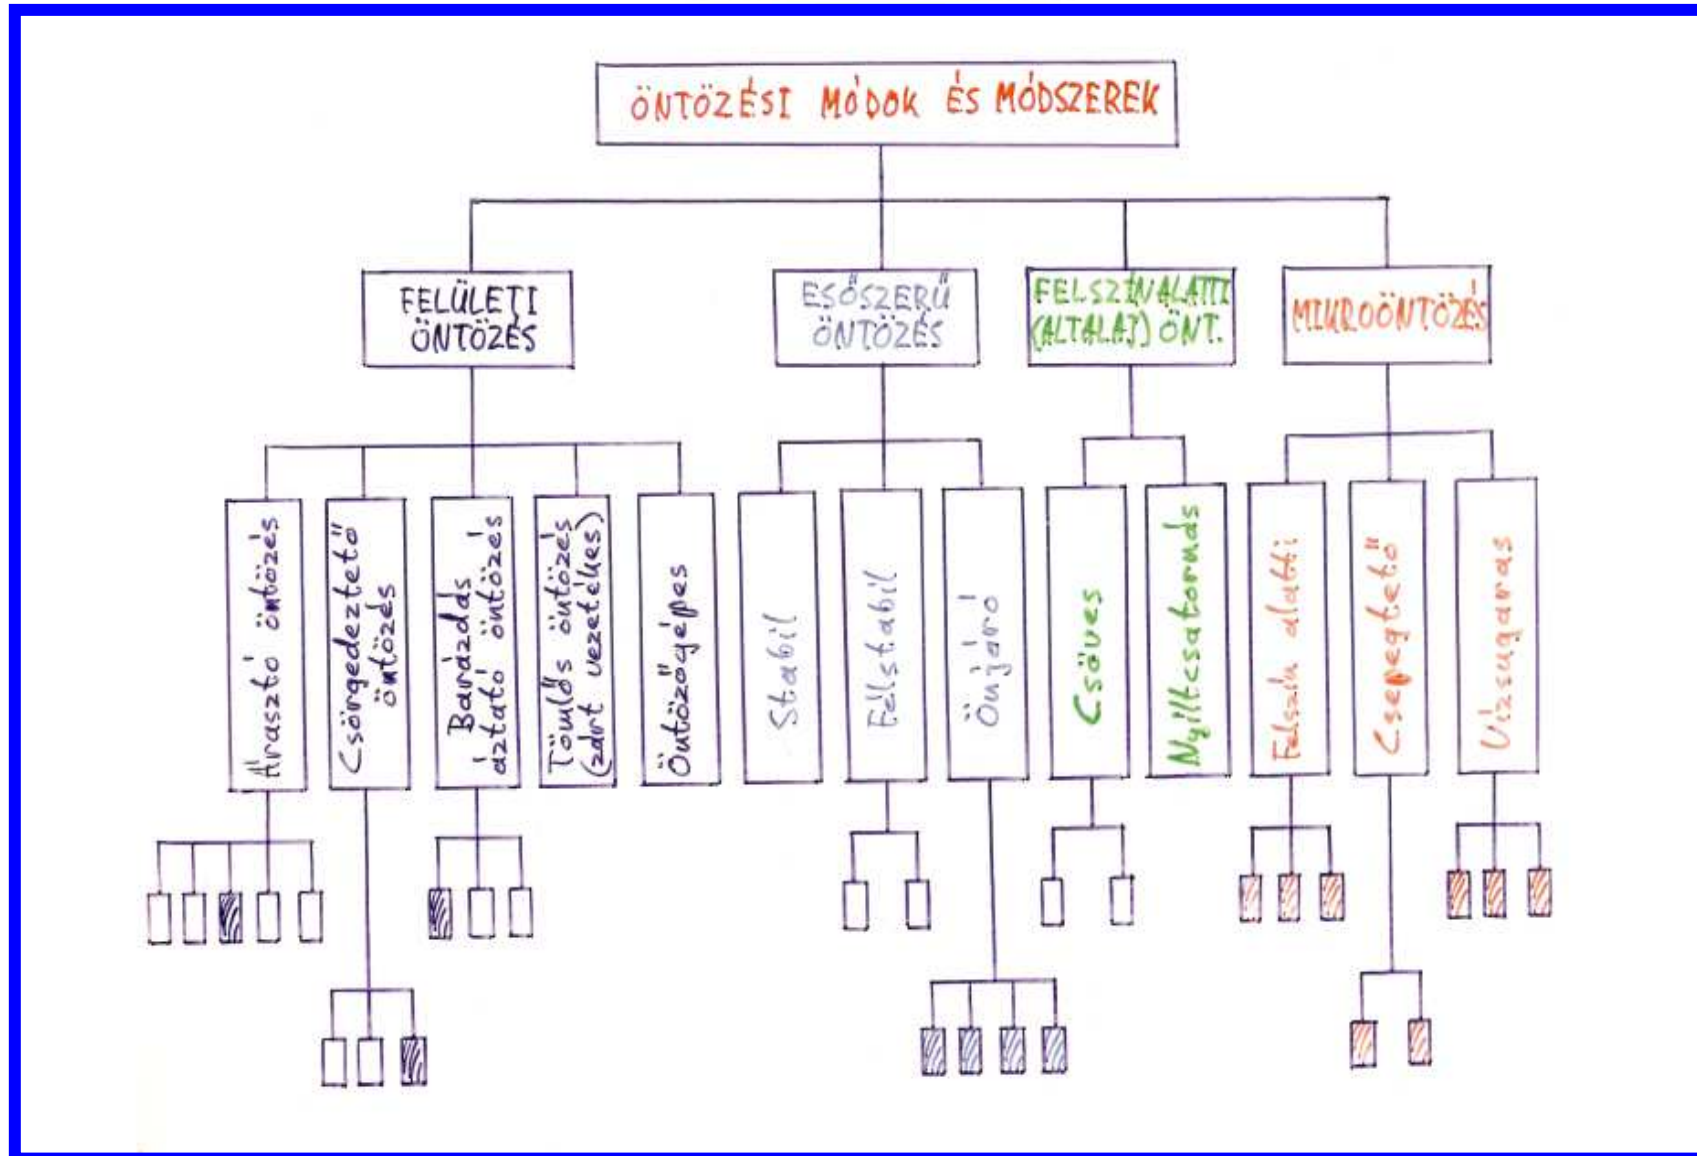 ÖNTÖZÉSI MÓDOK ÉS MÓDSZEREK
FELÜLETI
ÖNTÖZÉS
ESŐSZERŰ
ÖNTÖZÉS
FELSZÍNALATTI
(ALTALAJ) ÖNT.
MIKROÖNTÖZÉS
Árasztó öntözés
Csörgedeztető
öntözés
Barázdás
áztató öntözés
Tömlős öntözés
(zárt vezetékes)
Öntözőgépes
Stabil
Félstabil
Önjáró
Csöves
Nyíltcsatornás
Felszín alatti
Csepegtető
Vízsugaras